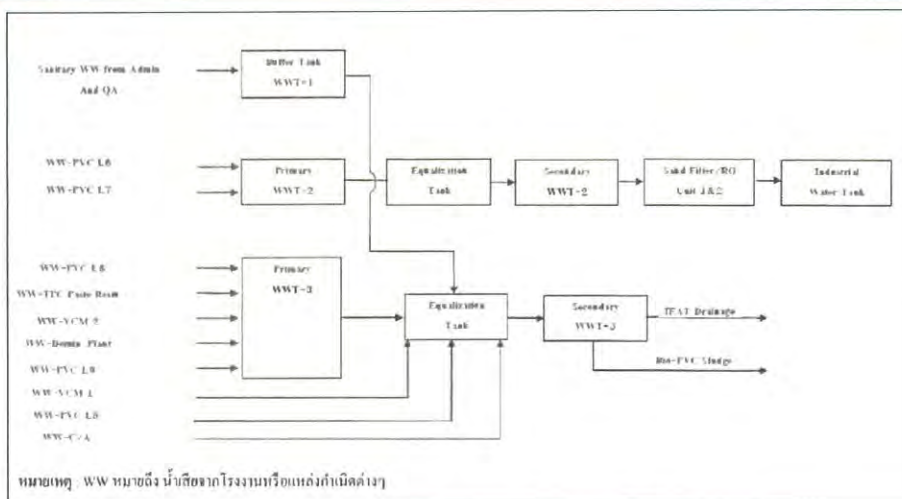 Sanitary WW from Admin
And QA
Buffer Tank
WWT-1
WW-PVC L6
WW-PVC L7
Primary
WWT-2
Equalization
Tank
Secondary
WWT-2
Sand Filter/RO
Unit 1&2
Industrial
Water Tank
WW-PVC
WW-TPC Paste Resin
WW-VCM 2
WW-Demin Plant
WW-PVC
WW-VCM 1
WW-PVC
WW-C/A
Primary
WWT-3
Equalization
Tank
Secondary
WWT-3
IEAT Drainage
Bio-PVC Sludge
หมายเหตุ : WW หมายถึง น้ำเสียจากโรงงานหรือแหล่งกำเนิดต่างๆ